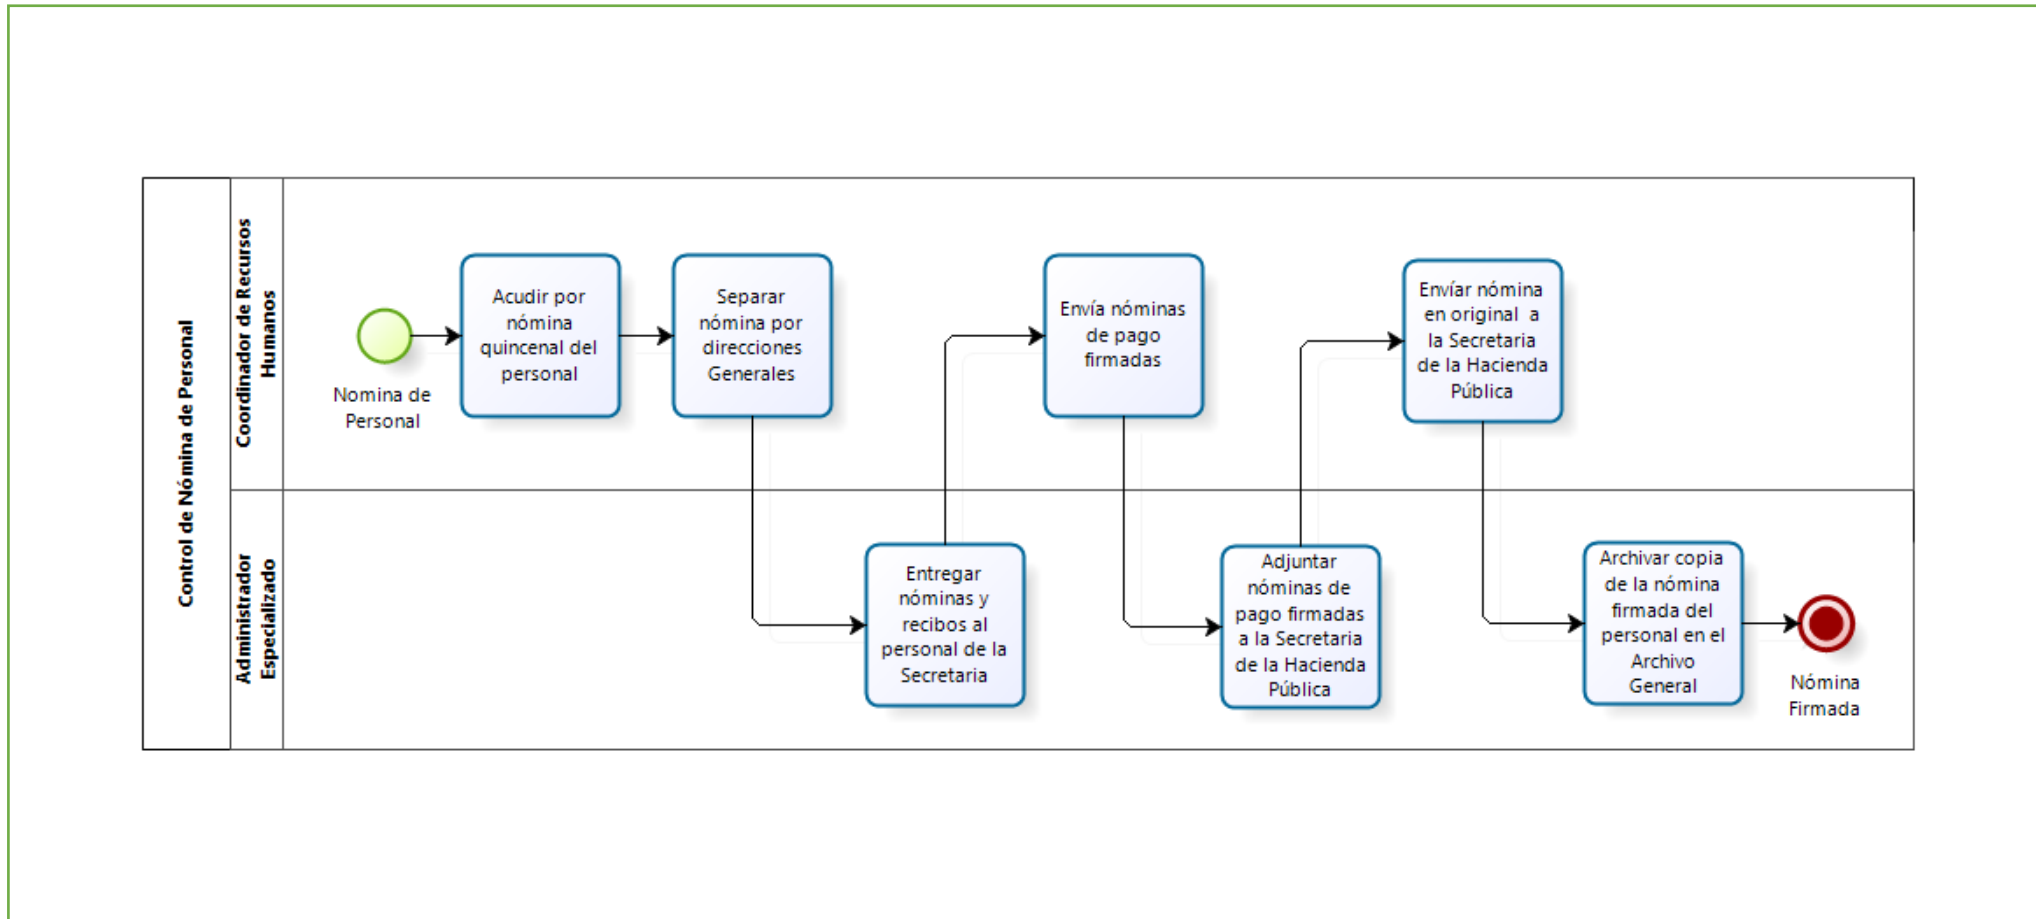 Control de Nómina de Personal
Coordinador de Recursos
Humanos
Nomina de
Personal
Acudir por
nómina
quincenal del
personal
Separar
nómina por
direcciones
Generales
Envía nóminas
de pago
firmadas
Envíar nómina
en original a
la Secretaria
de la Hacienda
Pública
Administrador
Especializado
Entregar
nóminas y
recibos al
personal de la
Secretaria
Adjuntar
nóminas de
pago firmadas
a la Secretaria
de la Hacienda
Pública
Archivar copia
de la nómina
firmada del
personal en el
Archivo
General
Nómina
Firmada